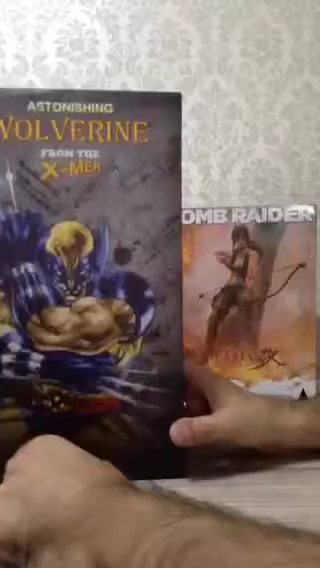 ASTONISHING
WOLVERINE
FROM THE
X-MEN
OMB RAIDER